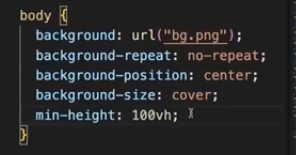 body {
background: url("bg.png");
background-repeat: no-repeat;
background-position: center;
background-size: cover;
min-height: 100vh;
}